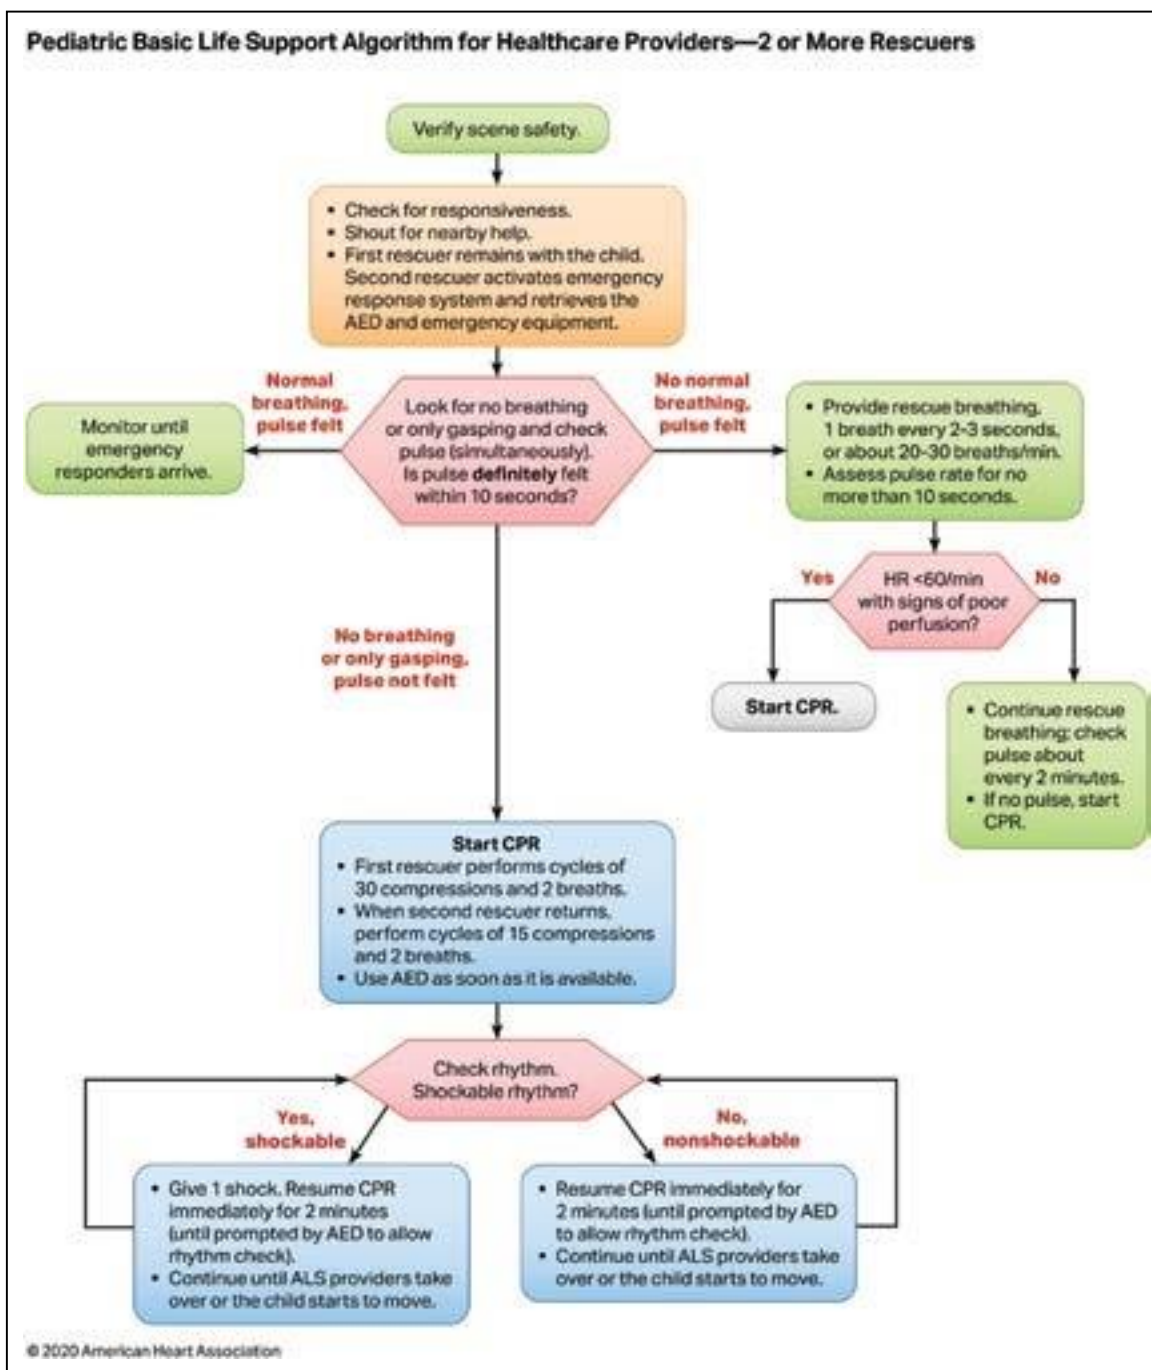 Pediatric Basic Life Support Algorithm for Healthcare Providers—2 or More Rescuers
Verify scene safety.
• Check for responsiveness.
• Shout for nearby help.
• First rescuer remains with the child.
Second rescuer activates emergency
response system and retrieves the
AED and emergency equipment.
Normal
breathing,
pulse felt
Look for no breathing
or only gasping and check
pulse (simultaneously).
Is pulse definitely felt
within 10 seconds?
No normal
breathing,
pulse felt
Monitor until
emergency
responders arrive.
• Provide rescue breathing,
1 breath every 2-3 seconds,
or about 20-30 breaths/min.
• Assess pulse rate for no
more than 10 seconds.
Yes
HR <60/min
with signs of poor
perfusion?
No
No breathing
or only gasping,
pulse not felt
Start CPR.
• Continue rescue
breathing; check
pulse about
every 2 minutes.
• If no pulse, start
CPR.
Start CPR
• First rescuer performs cycles of
30 compressions and 2 breaths.
• When second rescuer returns,
perform cycles of 15 compressions
and 2 breaths.
• Use AED as soon as it is available.
Check rhythm.
Shockable rhythm?
Yes,
shockable
No,
nonshockable
• Give 1 shock. Resume CPR
immediately for 2 minutes
(until prompted by AED to allow
rhythm check).
• Continue until ALS providers take
over or the child starts to move.
• Resume CPR immediately for
2 minutes (until prompted by AED
to allow rhythm check).
• Continue until ALS providers take
over or the child starts to move.
© 2020 American Heart Association